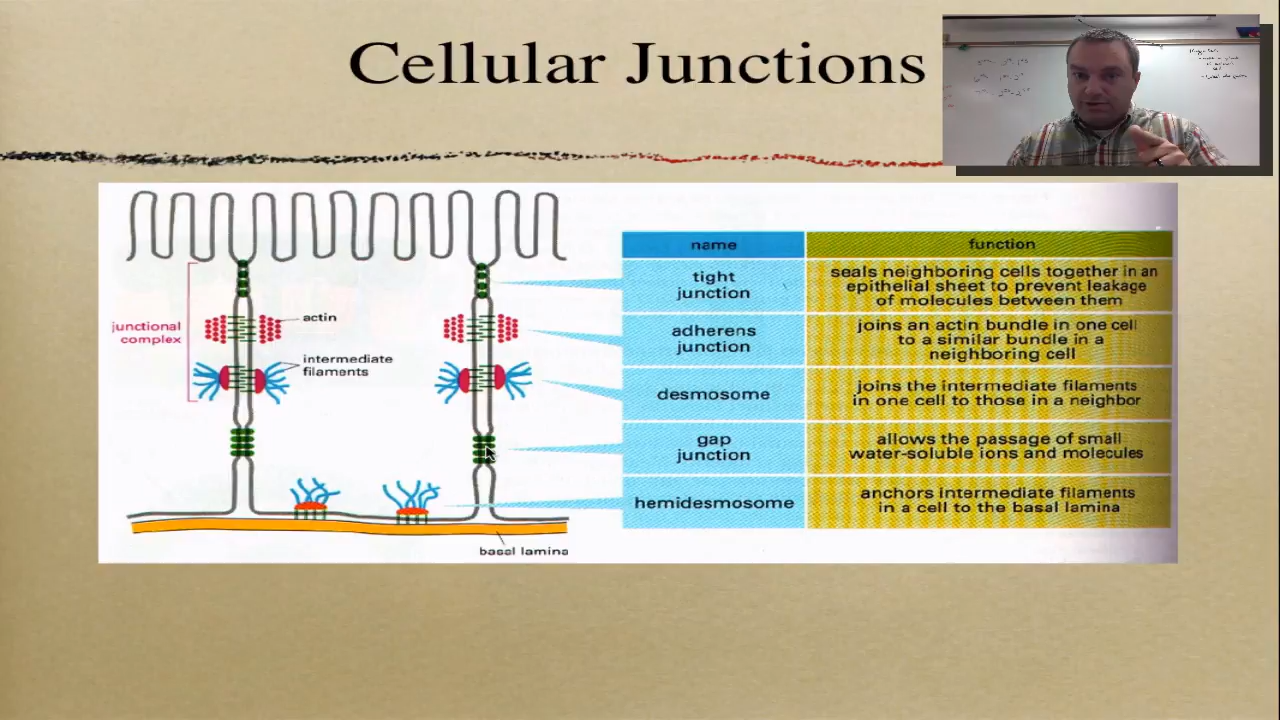 Cellular Junctions
junctional
complex
actin
intermediate
filaments
basal lamina
name
function
tight
junction
seals neighboring cells together in an
epithelial sheet to prevent leakage
of molecules between them
adherens
junction
joins an actin bundle in one cell
to a similar bundle in a
neighboring cell
desmosome
joins the intermediate filaments
in one cell to those in a neighbor
gap
junction
allows the passage of small
water-soluble ions and molecules
hemidesmosome
anchors intermediate filaments
in a cell to the basal lamina